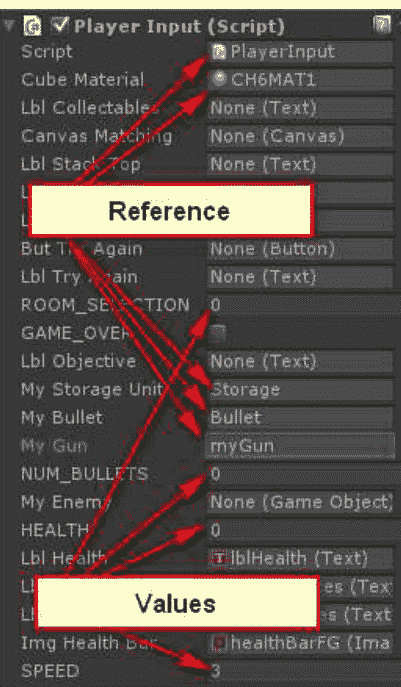 Player Input (Script)
Script PlayerInput
Cube Material CH6MAT1
Lbl Collectables None (Text)
Canvas Matching None (Canvas)
Lbl Stack Top None (Text)
Reference
But Try Again None (Button)
Lbl Try Again None (Text)
ROOM_SELECTION 0
GAME_OVER
Lbl Objective None (Text)
My Storage Unit Storage
My Bullet Bullet
My Gun myGun
NUM_BULLETS 0
My Enemy None (Game Object)
HEALTH 0
Lbl Health lblHealth (Text)
Values
es (Tex
s (Text
Img Health Bar healthBarFG (Ima
SPEED 3